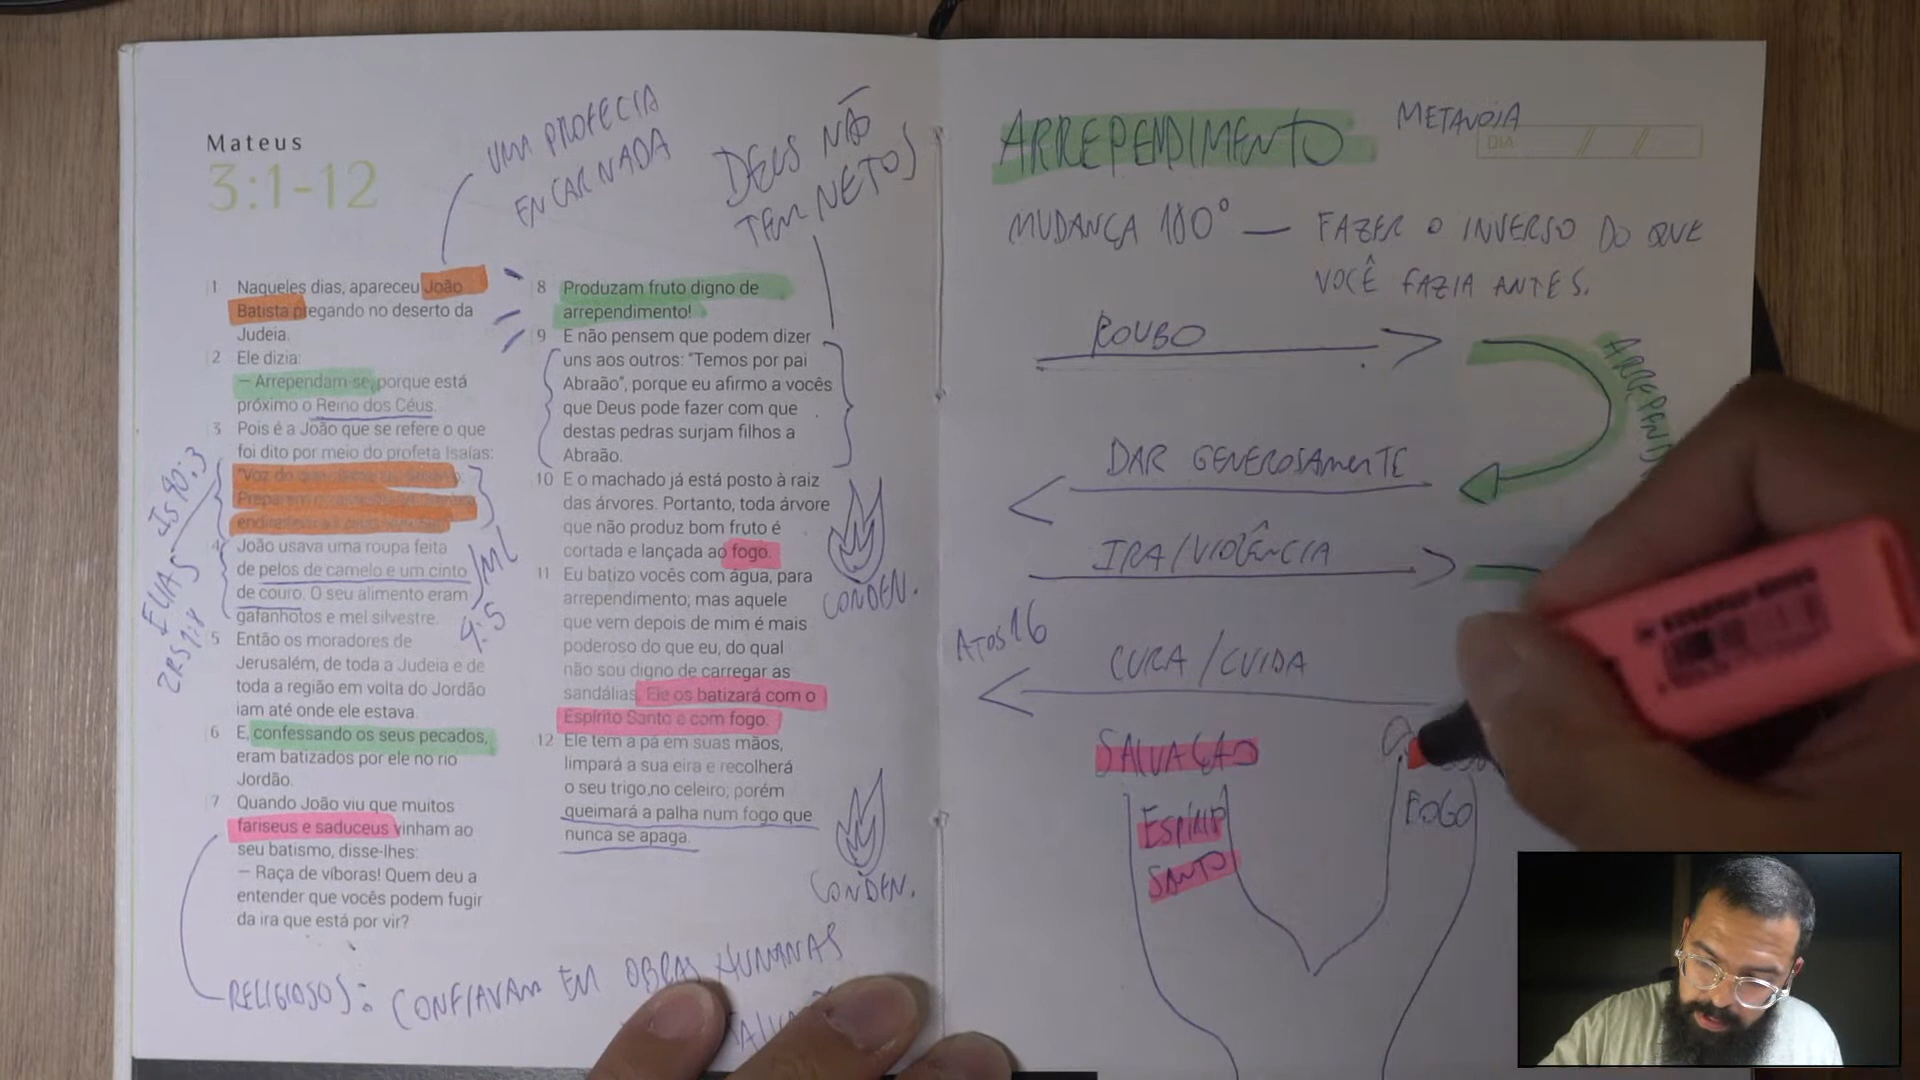 Mateus
3:1-12
UMA PROFECIA
ENCARNADA
DEUS NÃO
TEM NETOS
1 Naqueles dias, apareceu João
Batista pregando no deserto da
Judeia.
2 Ele dizia:
— Arrependam-se, porque está
próximo o Reino dos Céus.
3 Pois é a João que se refere o que
foi dito por meio do profeta Isaías:
"Voz do que
Preparem o
4 João usava uma roupa feita
de pelos de camelo e um cinto
de couro. O seu alimento eram
gafanhotos e mel silvestre.
5 Então os moradores de
Jerusalém, de toda a Judeia e de
toda a região em volta do Jordão
iam até onde ele estava.
6 E, confessando os seus pecados,
eram batizados por ele no rio
Jordão.
7 Quando João viu que muitos
fariseus e saduceus vinham ao
seu batismo, disse-lhes:
— Raça de víboras! Quem deu a
entender que vocês podem fugir
da ira que está por vir?
Is 40:3
ELIAS
2RS 1:8
ML
4:5
8 Produzam fruto digno de
arrependimento!
9 E não pensem que podem dizer
uns aos outros: "Temos por pai
Abraão", porque eu afirmo a vocês
que Deus pode fazer com que
destas pedras surjam filhos a
Abraão.
10 E o machado já está posto à raiz
das árvores. Portanto, toda árvore
que não produz bom fruto é
cortada e lançada ao fogo.
11 Eu batizo vocês com água, para
arrependimento; mas aquele
que vem depois de mim é mais
poderoso do que eu, do qual
não sou digno de carregar as
sandálias. Ele os batizará com o
Espírito Santo e com fogo.
12 Ele tem a pá em suas mãos,
limpará a sua eira e recolherá
o seu trigo no celeiro; porém
queimará a palha num fogo que
nunca se apaga.
CONDEN.
CONDEN.
RELIGIOSOS: CONFIAVAM EM OBRAS HUMANAS
ARREPENDIMENTO
METANOIA
DIA
MUDANÇA 180° — FAZER O INVERSO DO QUE
VOCÊ FAZIA ANTES.
ROUBO
DAR GENEROSAMENTE
ARREPEND
IRA/VIOLÊNCIA
ATOS 16
CURA/CUIDA
SALVAÇÃO
ESPÍRITO
SANTO
FOGO